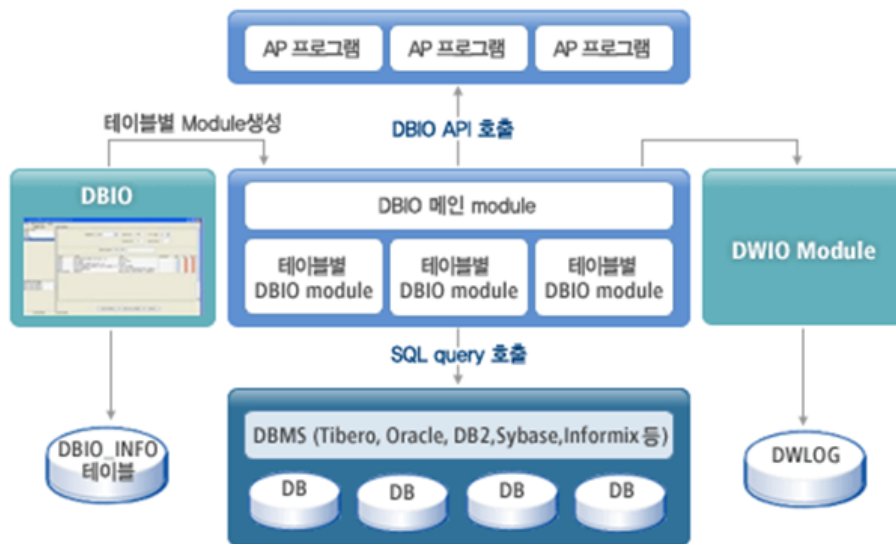 AP 프로그램
AP 프로그램
AP 프로그램
테이블별 Module생성
DBIO API 호출
DBIO
DBIO 메인 module
테이블별
DBIO module
테이블별
DBIO module
테이블별
DBIO module
DWIO Module
SQL query 호출
DBIO_INFO
테이블
DBMS (Tibero, Oracle, DB2,Sybase,Informix 등)
DB
DB
DB
DB
DWLOG